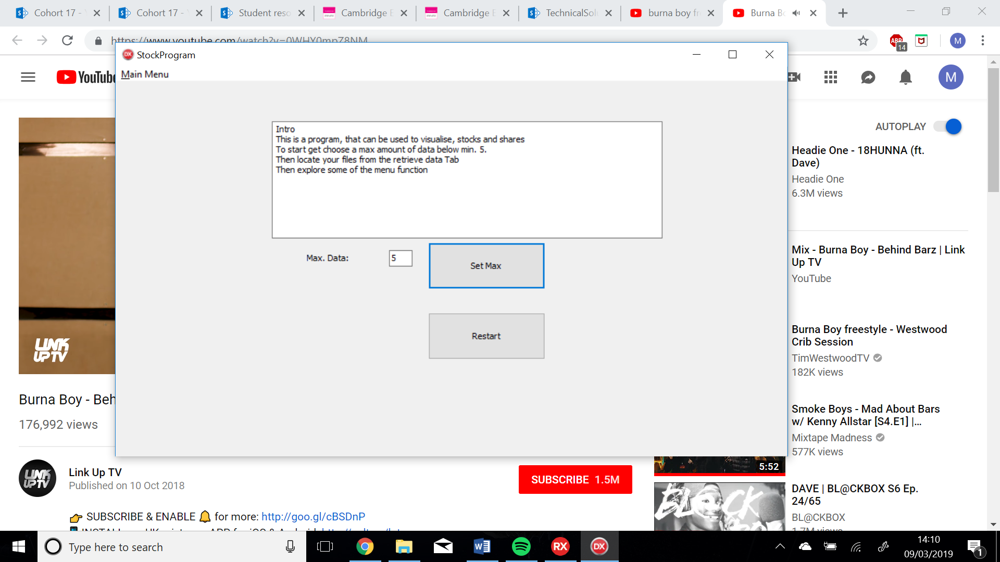 Cohort 17 -
Cohort 17 -
Student reso
Cambridge E
Cambridge E
TechnicalSol
burna boy fr
Burna Bo
https://www.youtube.com/watch?v=0WHY0mpZ8NM
ABP
14
M
StockProgram
Main Menu
YouTube
M
Intro
This is a program, that can be used to visualise, stocks and shares
To start get choose a max amount of data below min. 5.
Then locate your files from the retrieve data Tab
Then explore some of the menu function
Max. Data:
5
Set Max
Restart
LINK
UP TV
AUTOPLAY
Headie One - 18HUNNA (ft.
Dave)
Headie One
6.3M views
Mix - Burna Boy - Behind Barz | Link
Up TV
YouTube
Burna Boy freestyle - Westwood
Crib Session
TimWestwoodTV
182K views
Smoke Boys - Mad About Bars
w/ Kenny Allstar [S4.E1] |...
Mixtape Madness
577K views
5:52
DAVE | BL@CKBOX S6 Ep.
24/65
BL@CKBOX
1.7M views
BLOCK
Burna Boy - Beh
176,992 views
LINK
UP TV
Link Up TV
Published on 10 Oct 2018
SUBSCRIBE 1.5M
SUBSCRIBE & ENABLE for more: http://goo.gl/cBSDnP
Type here to search
RX
DX
14:10
09/03/2019
1